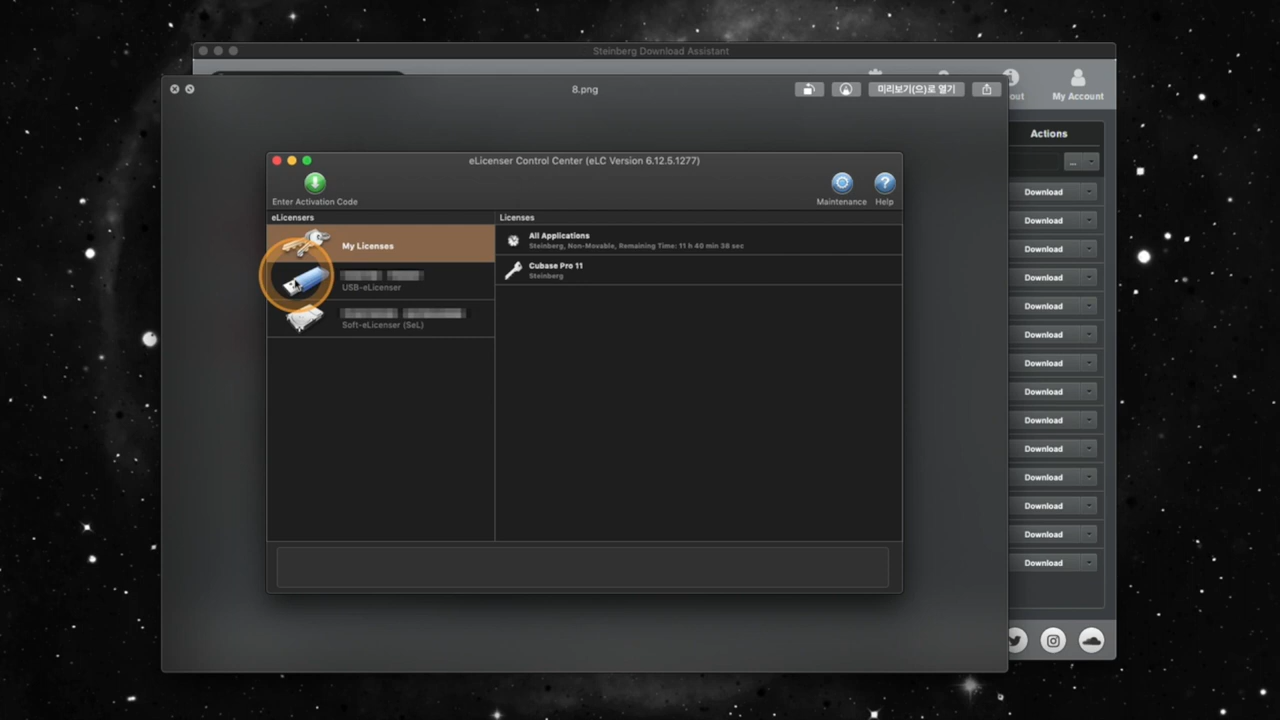 Steinberg Download Assistant
8.png
미리보기(으)로 열기
out
My Account
Actions
...
eLicenser Control Center (eLC Version 6.12.5.1277)
Enter Activation Code
Maintenance
Help
eLicensers
Licenses
My Licenses
All Applications
Steinberg, Non-Movable, Remaining Time: 11 h 40 min 38 sec
USB-eLicenser
Cubase Pro 11
Steinberg
Soft-eLicenser (SeL)
Download
Download
Download
Download
Download
Download
Download
Download
Download
Download
Download
Download
Download
Download